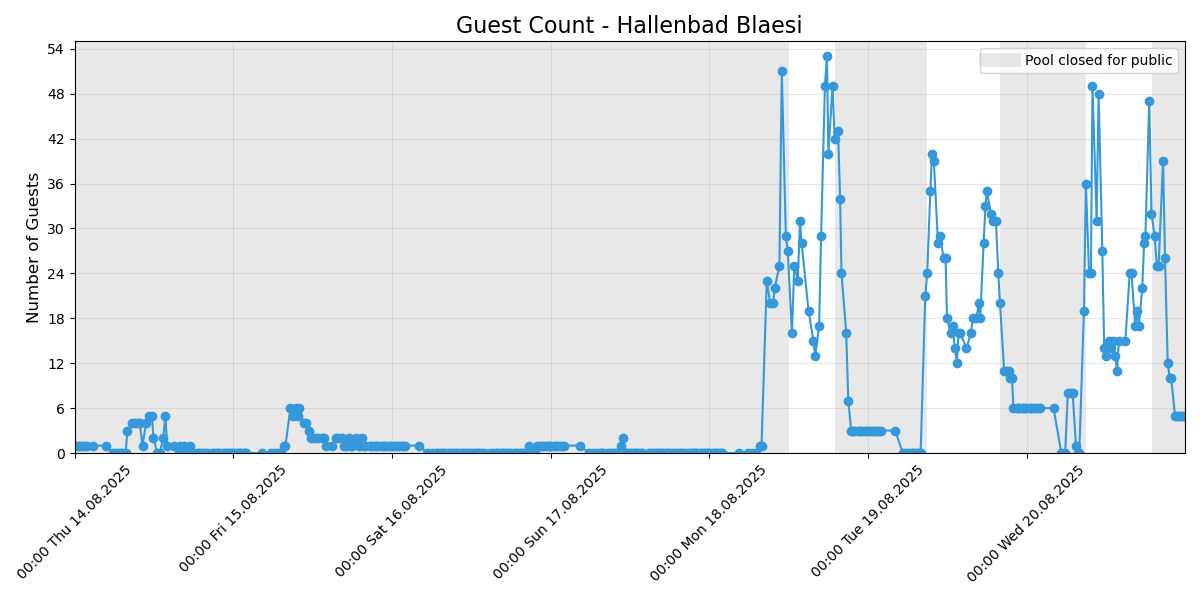 Guest Count - Hallenbad Blaesi
Pool closed for public
Number of Guests
54
48
42
36
30
24
18
12
6
0
00:00 Thu 14.08.2025
00:00 Fri 15.08.2025
00:00 Sat 16.08.2025
00:00 Sun 17.08.2025
00:00 Mon 18.08.2025
00:00 Tue 19.08.2025
00:00 Wed 20.08.2025